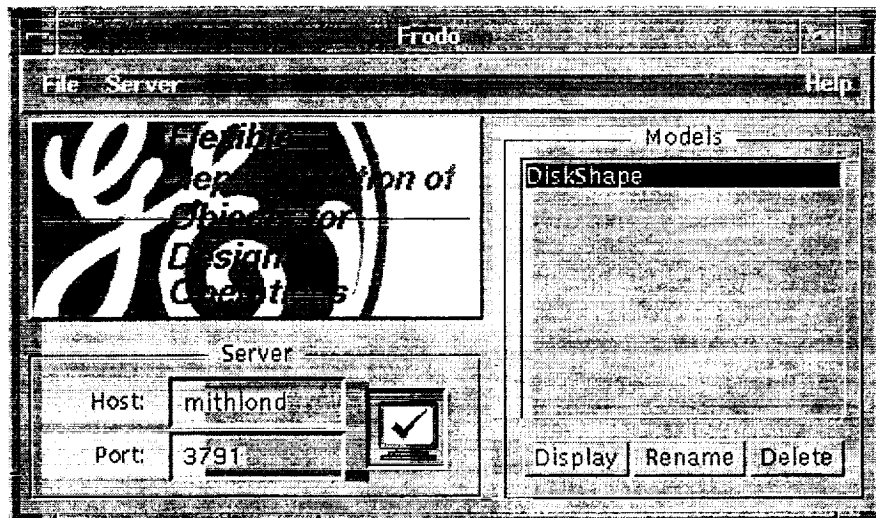 Frodo
File Server Help
Flexible
Representation of
Objects for
Design
Operations
Models
DiskShape
Server
Host: mithlond
Port: 3791
Display Rename Delete